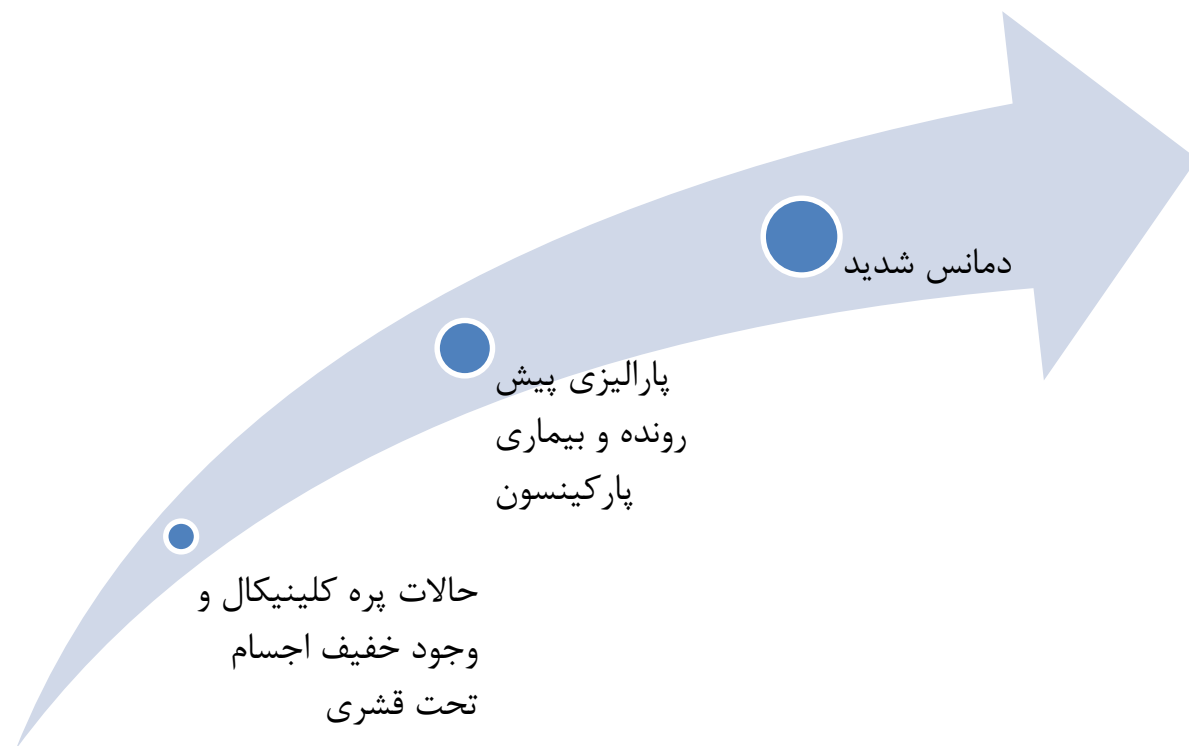 دمانس شدید
پارالیزی پیش
رونده و بیماری
پارکینسون
حالات پره کلینیکال و
وجود خفیف اجسام
تحت قشری